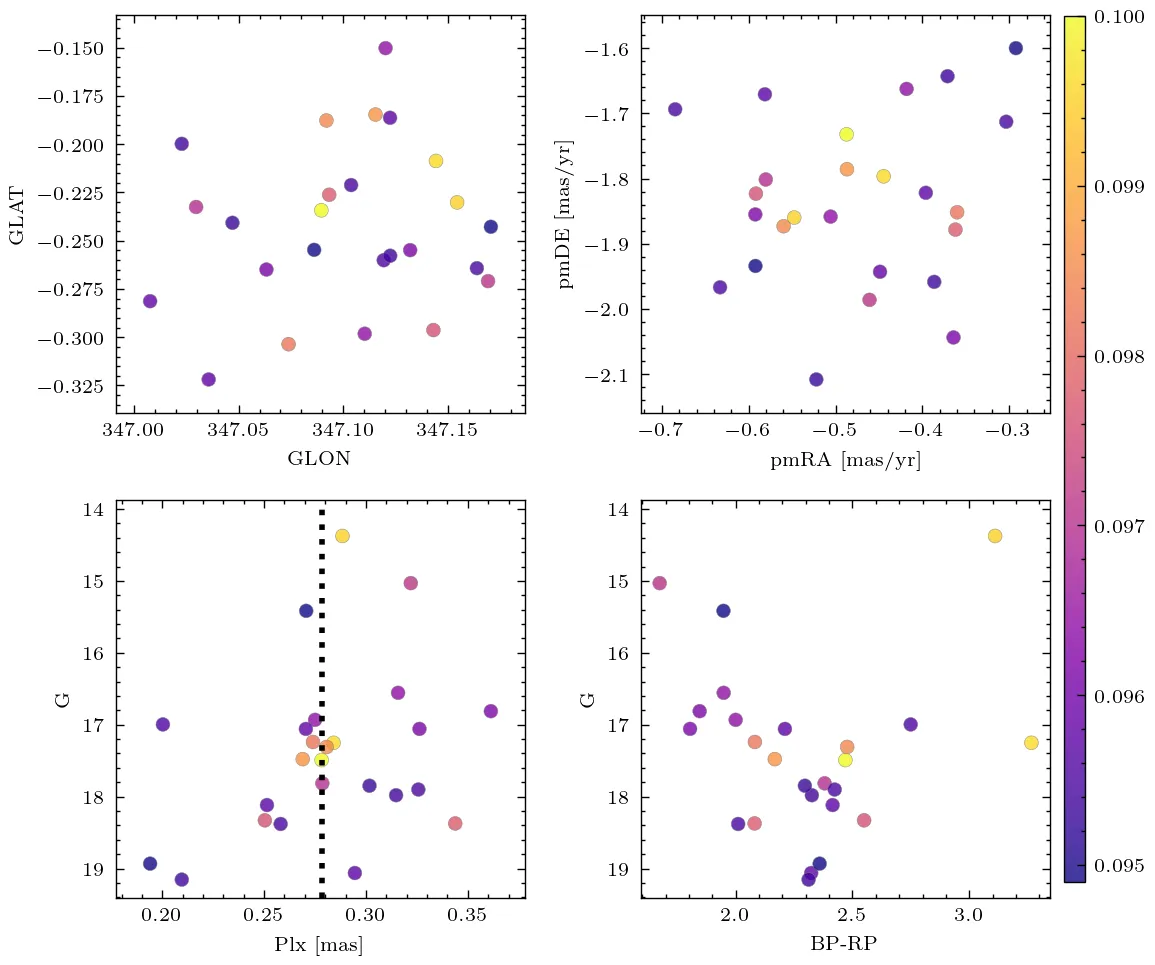 −0.150
−0.175
−0.200
−0.225
−0.250
−0.275
−0.300
−0.325
GLAT
347.00 347.05 347.10 347.15
GLON
−1.6
−1.7
−1.8
−1.9
−2.0
−2.1
pmDE [mas/yr]
−0.7 −0.6 −0.5 −0.4 −0.3
pmRA [mas/yr]
0.100
0.099
0.098
0.097
0.096
0.095
14
15
16
17
18
19
G
0.20 0.25 0.30 0.35
Plx [mas]
14
15
16
17
18
19
G
2.0 2.5 3.0
BP-RP